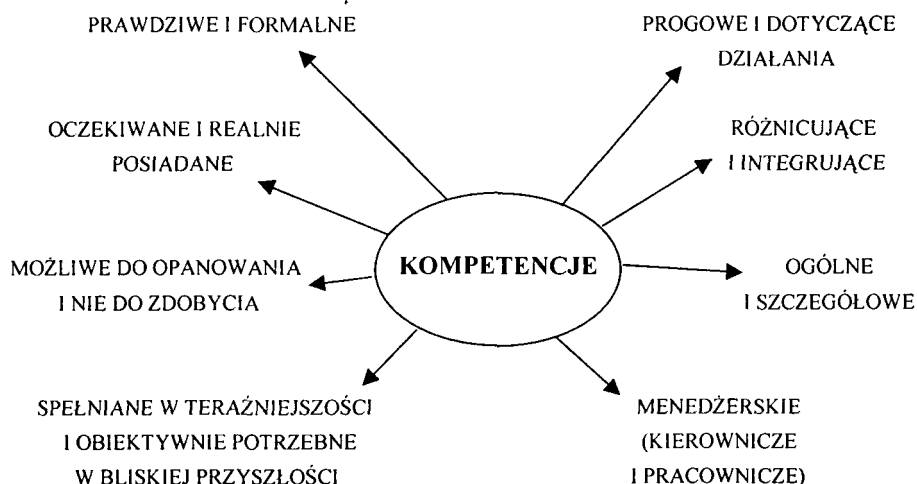 PRAWDZIWE I FORMALNE
PROGOWE I DOTYCZĄCE
DZIAŁANIA
OCZEKIWANE I REALNIE
POSIADANE
RÓŻNICUJĄCE
I INTEGRUJĄCE
MOŻLIWE DO OPANOWANIA
I NIE DO ZDOBYCIA
KOMPETENCJE
OGÓLNE
I SZCZEGÓŁOWE
SPEŁNIANE W TERAŹNIEJSZOŚCI
I OBIEKTYWNIE POTRZEBNE
W BLISKIEJ PRZYSZŁOŚCI
MENEDŻERSKIE
(KIEROWNICZE
I PRACOWNICZE)